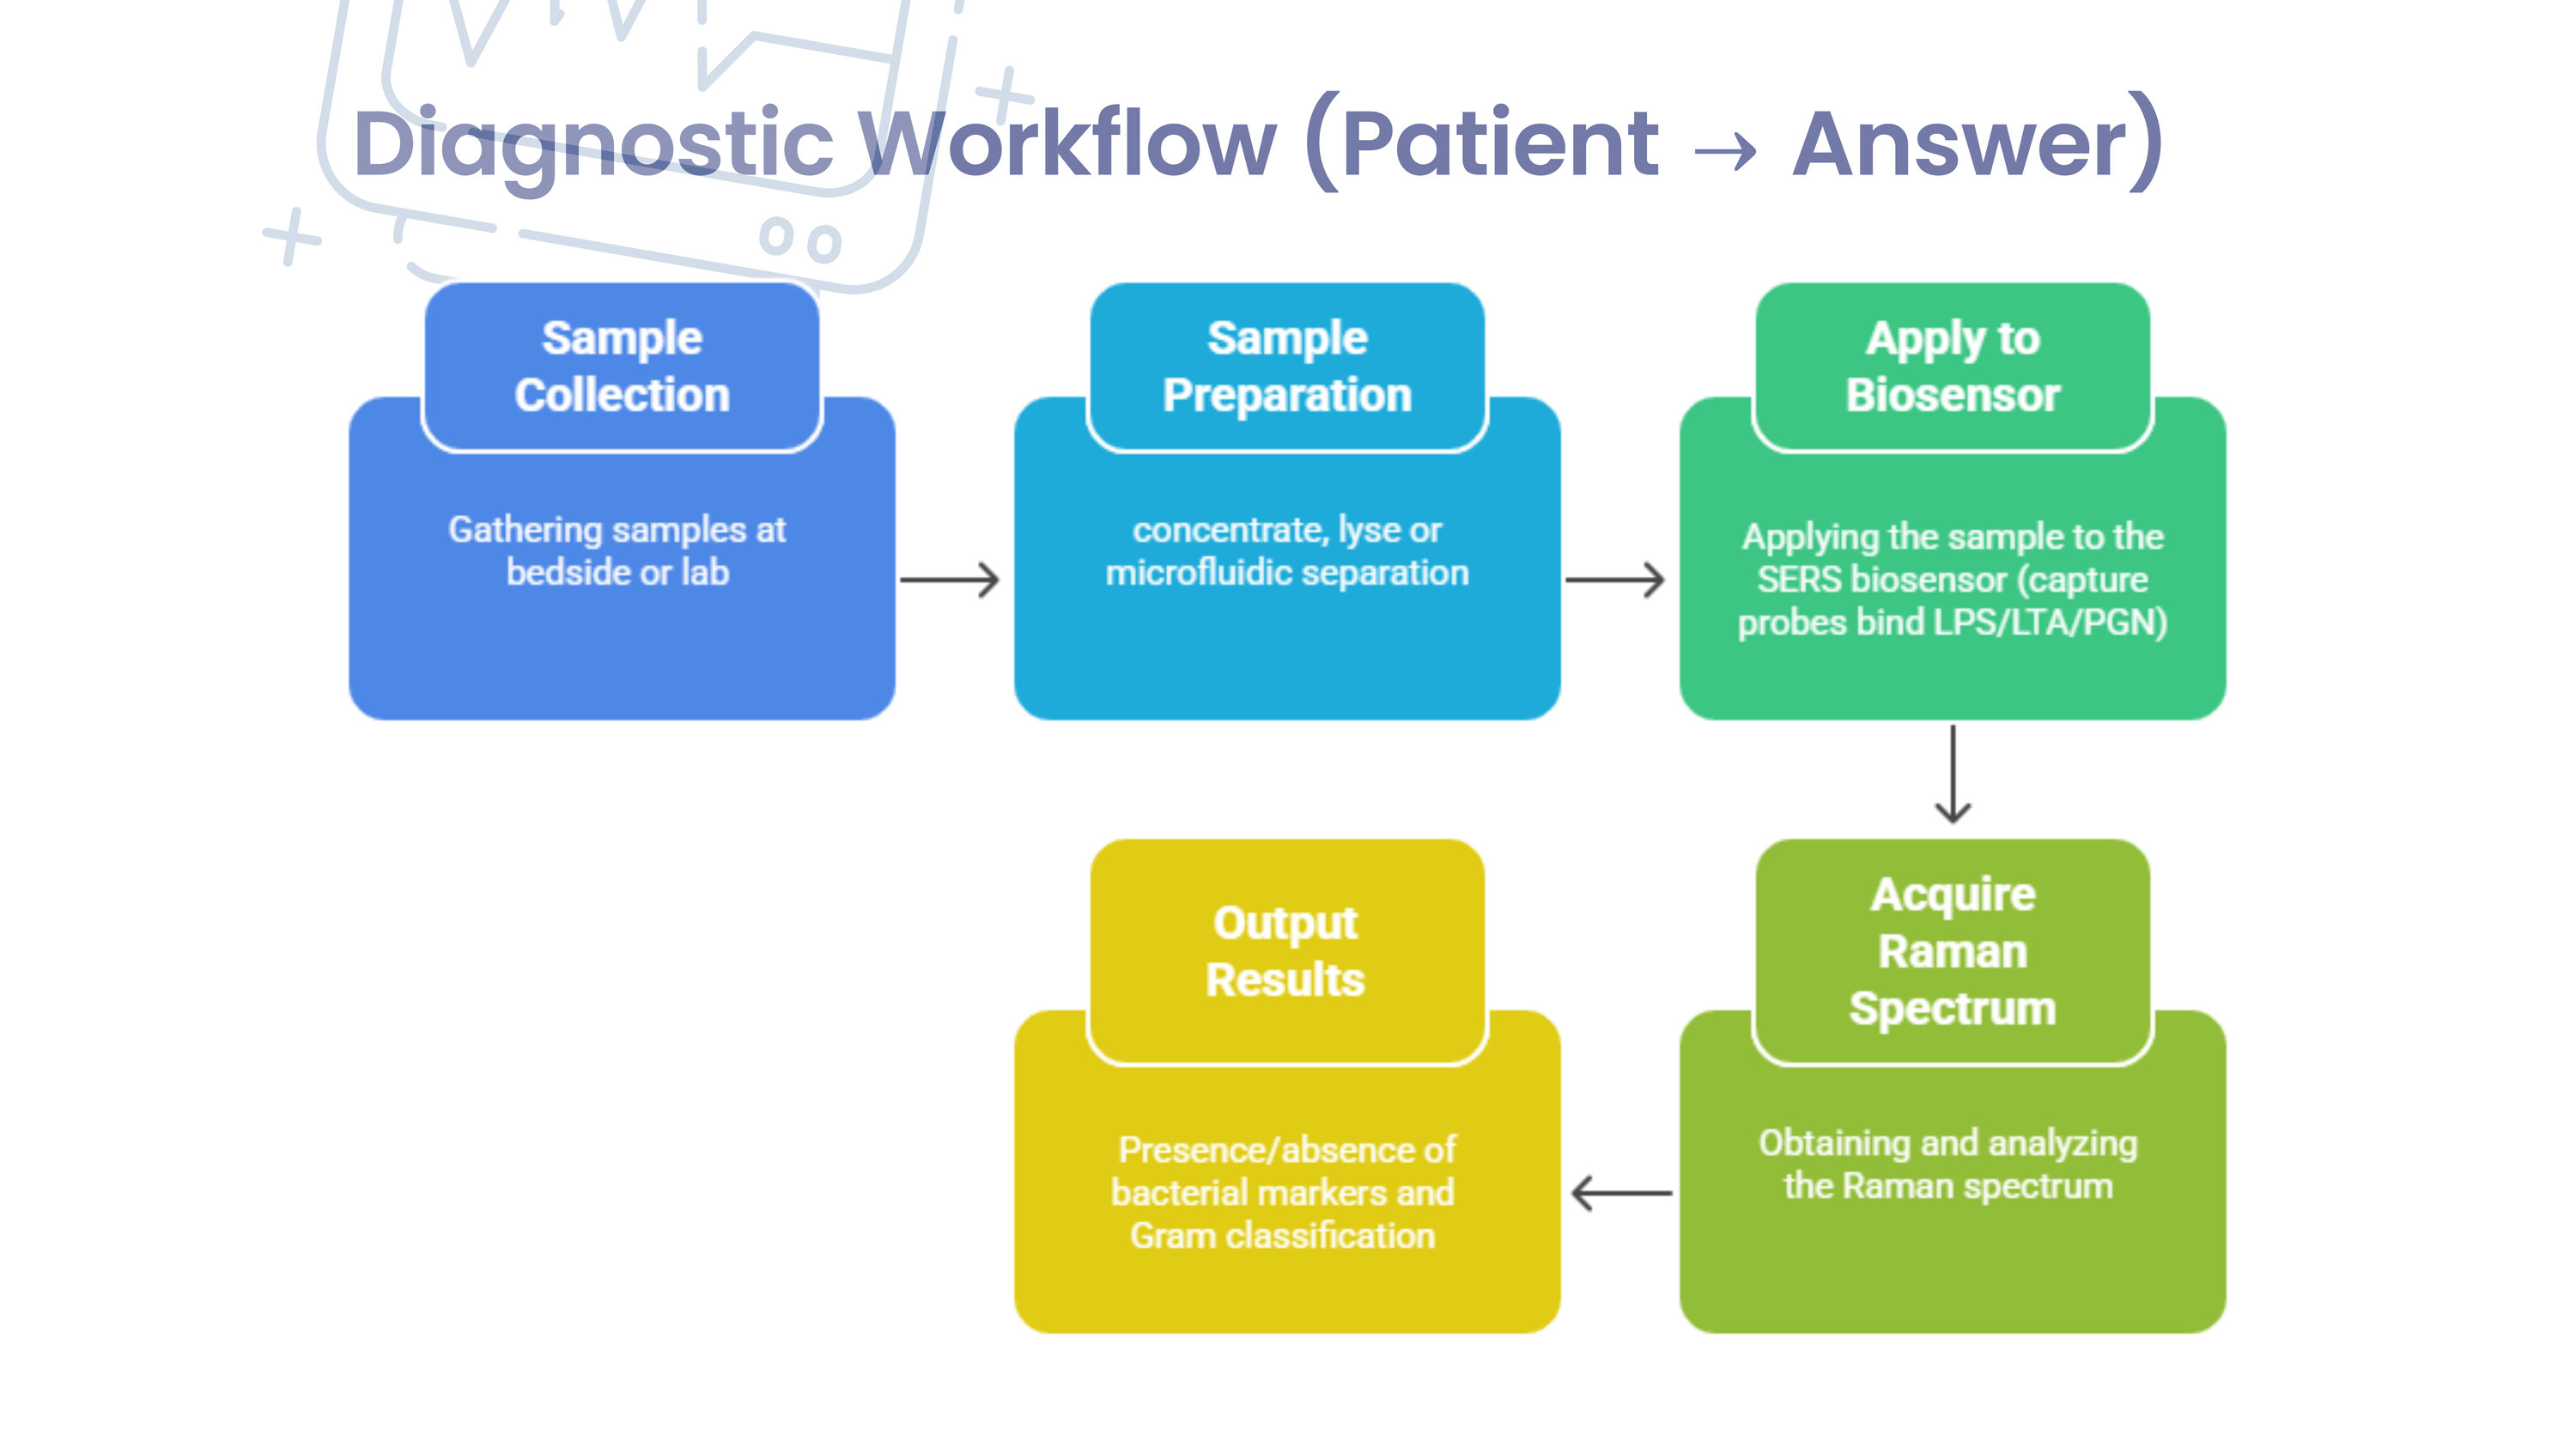 Diagnostic Workflow (Patient → Answer)
Sample
Collection
Gathering samples at
bedside or lab
Sample
Preparation
concentrate, lyse or
microfluidic separation
Apply to
Biosensor
Applying the sample to the
SERS biosensor (capture
probes bind LPS/LTA/PGN)
Acquire
Raman
Spectrum
Obtaining and analyzing
the Raman spectrum
Output
Results
Presence/absence of
bacterial markers and
Gram classification